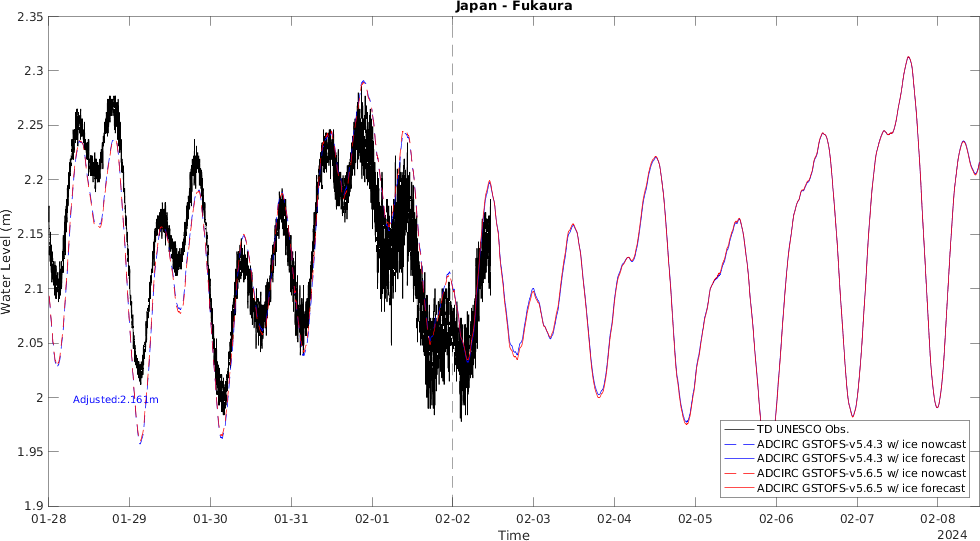 Japan - Fukaura
2.35
2.3
2.25
2.2
2.15
2.1
2.05
2
1.95
1.9
Water Level (m)
Adjusted:2.161m
TD UNESCO Obs.
ADCIRC GSTOFS-v5.4.3 w/ ice nowcast
ADCIRC GSTOFS-v5.4.3 w/ ice forecast
ADCIRC GSTOFS-v5.6.5 w/ ice nowcast
ADCIRC GSTOFS-v5.6.5 w/ ice forecast
01-28 01-29 01-30 01-31 02-01 02-02 02-03 02-04 02-05 02-06 02-07 02-08
Time
2024